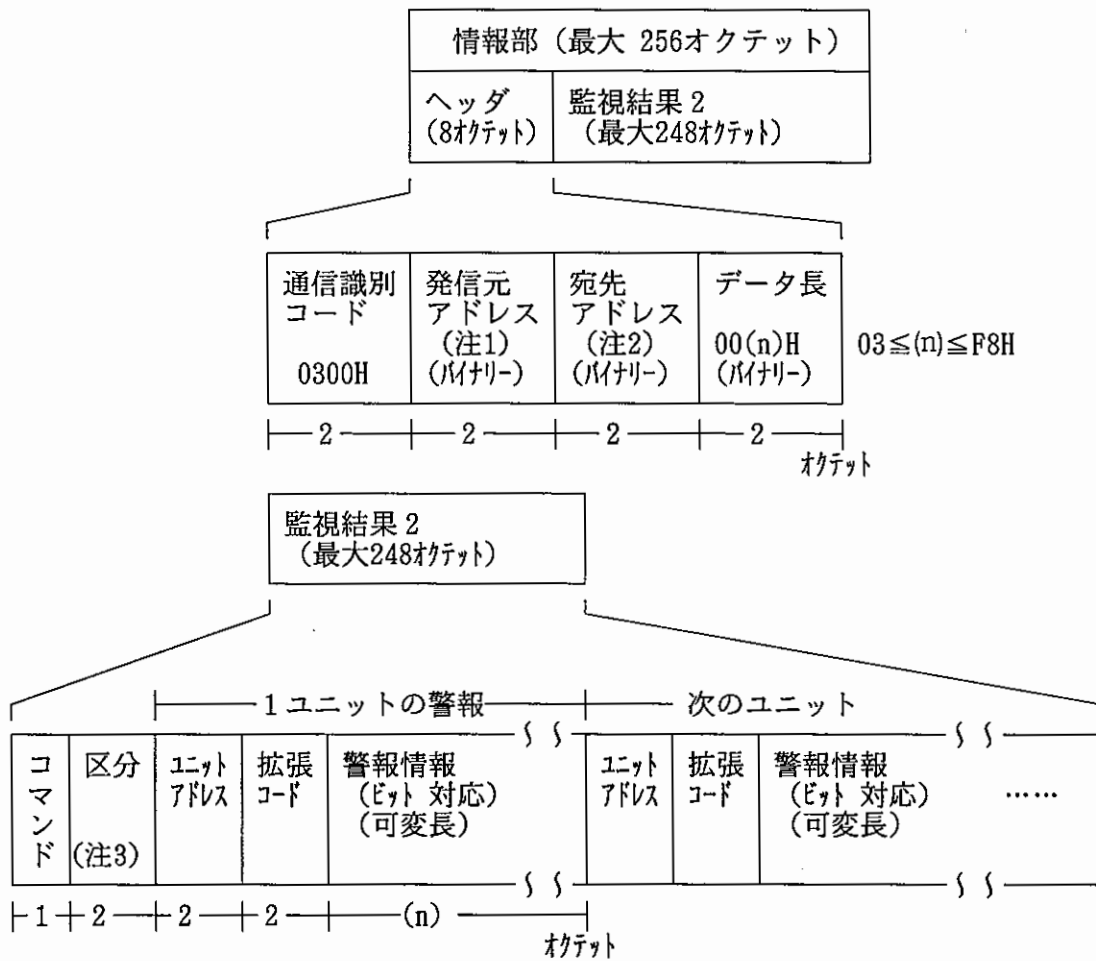 情報部（最大 256オクテット）
ヘッダ
(8オクテット)
監視結果2
（最大248オクテット）
通信識別
コード
0300H
発信元
アドレス
(注1)
(バイナリー)
宛先
アドレス
(注2)
(バイナリー)
データ長
00(n)H
(バイナリー)
03≦(n)≦F8H
2
2
2
2
オクテット
監視結果2
（最大248オクテット）
1ユニットの警報
次のユニット
コマンド
区分
(注3)
ユニット
アドレス
拡張
コード
警報情報
(ビット 対応)
(可変長)
ユニット
アドレス
拡張
コード
警報情報
(ビット 対応)
(可変長)
……
1
2
2
2
(n)
オクテット